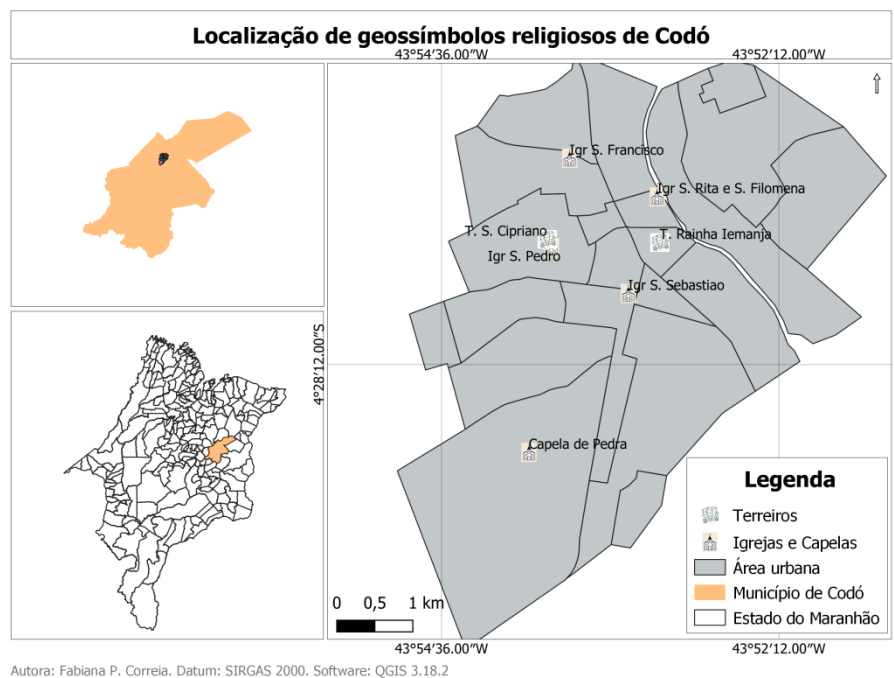 Localização de geossímbolos religiosos de Codó
43°54′36.00″W
43°52′12.00″W
Igr S. Francisco
Igr S. Rita e S. Filomena
T. S. Cipriano
T. Rainha Iemanja
Igr S. Pedro
Igr S. Sebastiao
4°28′12.00″S
Capela de Pedra
Legenda
Terreiros
Igrejas e Capelas
Área urbana
Município de Codó
Estado do Maranhão
0 0,5 1 km
43°54′36.00″W
43°52′12.00″W
Autora: Fabiana P. Correia. Datum: SIRGAS 2000. Software: QGIS 3.18.2